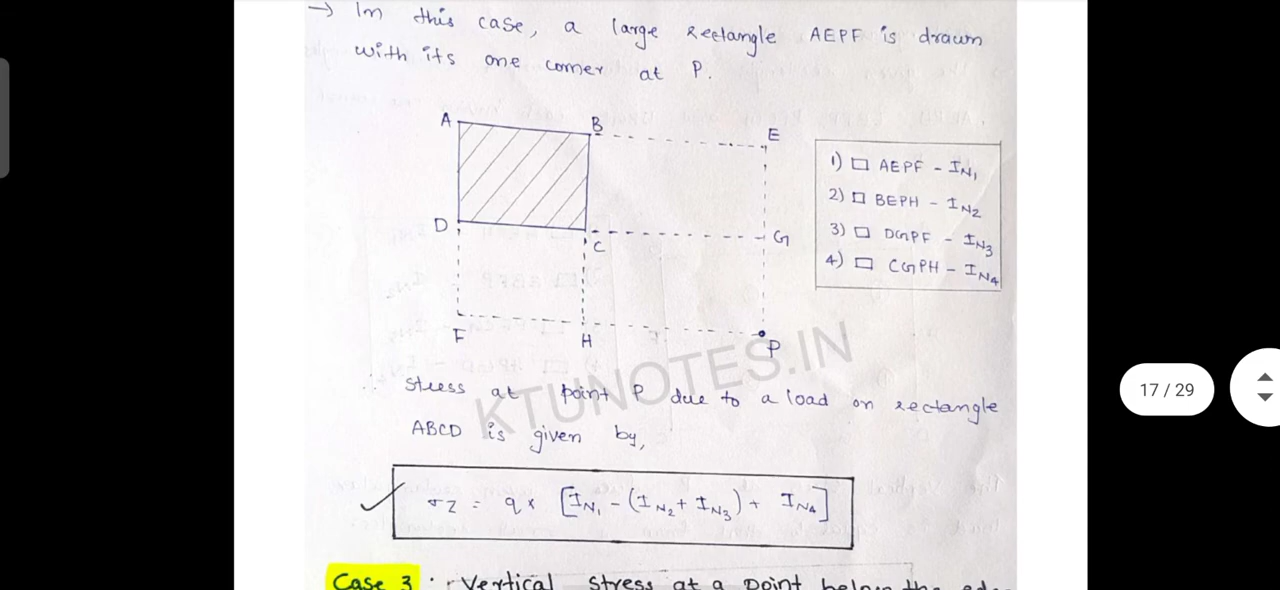 → In this case, a large Rectangle AEPF is drawn
with its one corner at P.
A
B
E
D
C
G
F
H
P
1) □ AEPF - IN1
2) □ BEPH - IN2
3) □ DGPF - IN3
4) □ CGPH - IN4
KTUNOTES.IN
∴ Stress at point P due to a load on rectangle
ABCD is given by,
σz = q x [IN1 - (IN2 + IN3) + IN4]
17 / 29
Case 3 : Vertical stress at a point below the